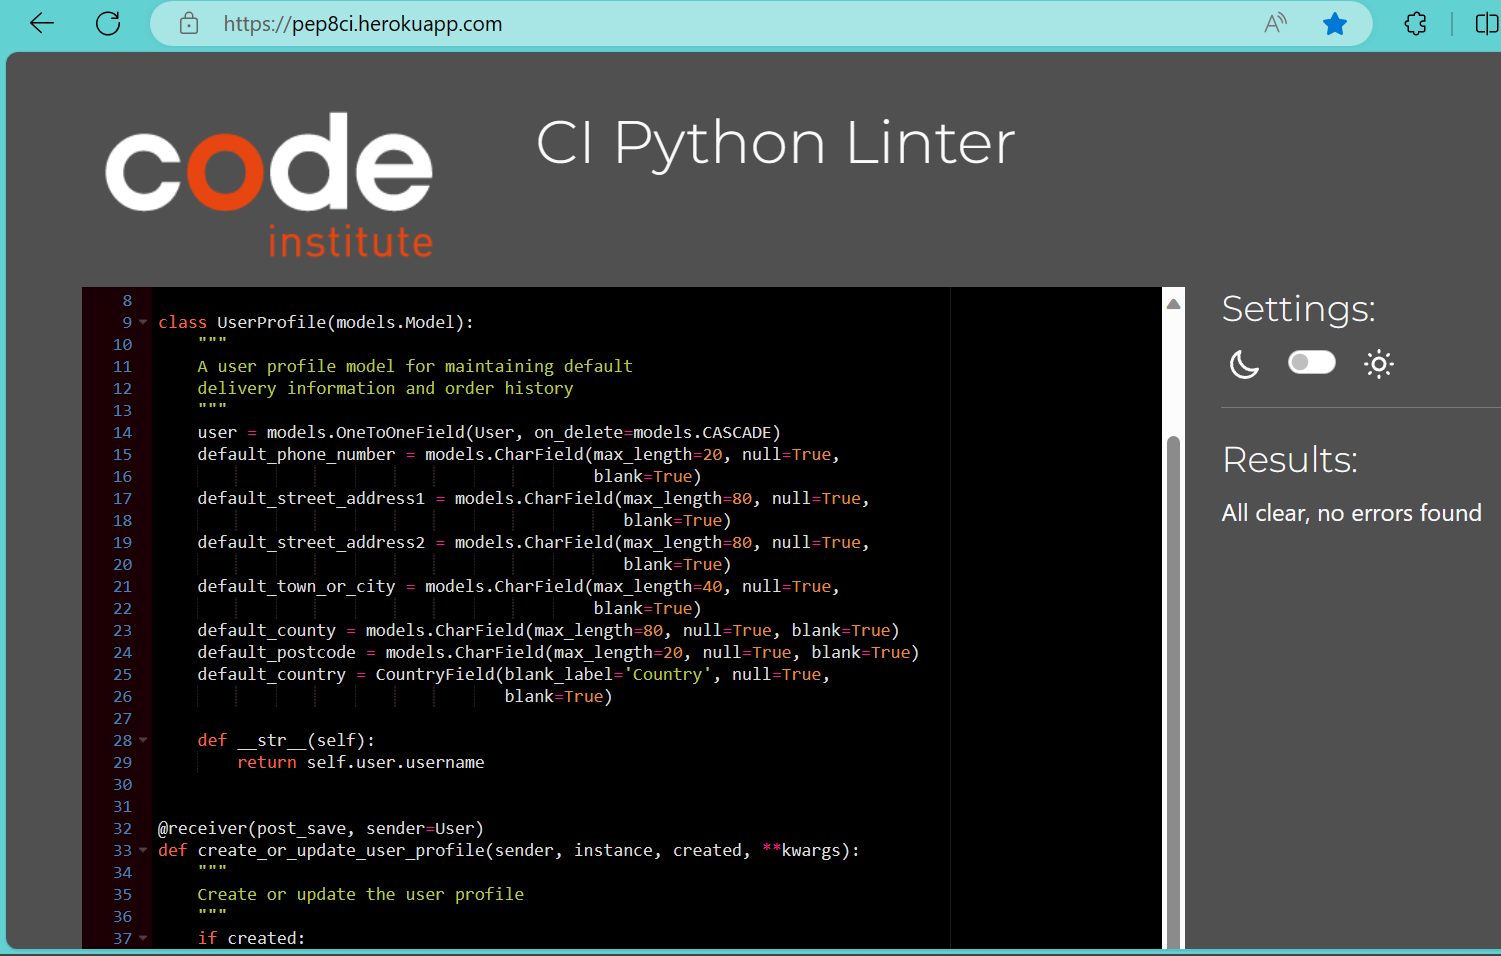 https://pep8ci.herokuapp.com
code
institute
CI Python Linter
8
9 class UserProfile(models.Model):
10 """
11 A user profile model for maintaining default
12 delivery information and order history
13 """
14 user = models.OneToOneField(User, on_delete=models.CASCADE)
15 default_phone_number = models.CharField(max_length=20, null=True,
16 blank=True)
17 default_street_address1 = models.CharField(max_length=80, null=True,
18 blank=True)
19 default_street_address2 = models.CharField(max_length=80, null=True,
20 blank=True)
21 default_town_or_city = models.CharField(max_length=40, null=True,
22 blank=True)
23 default_county = models.CharField(max_length=80, null=True, blank=True)
24 default_postcode = models.CharField(max_length=20, null=True, blank=True)
25 default_country = CountryField(blank_label='Country', null=True,
26 blank=True)
27
28 def __str__(self):
29 return self.user.username
30
31
32 @receiver(post_save, sender=User)
33 def create_or_update_user_profile(sender, instance, created, **kwargs):
34 """
35 Create or update the user profile
36 """
37 if created:
Settings:
Results:
All clear, no errors found